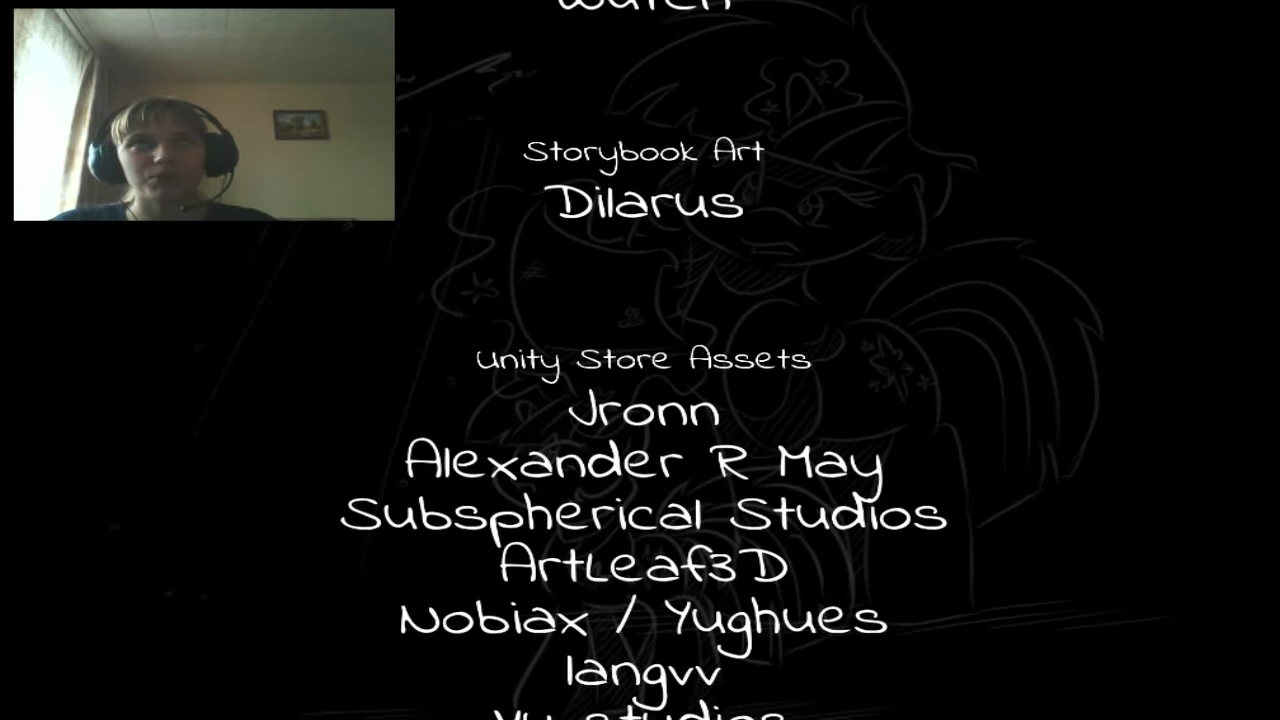 Storybook Art
Dilarus
Unity Store Assets
Jronn
Alexander R May
Subspherical Studios
ArtLeaf3D
Nobiax / Yughues
langvv